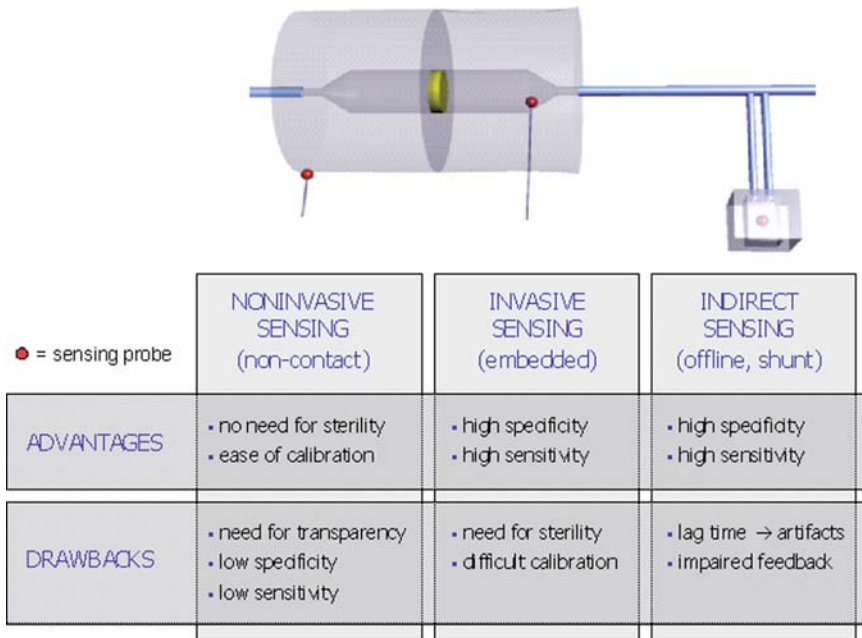 NONINVASIVE
SENSING
(non-contact)
INVASIVE
SENSING
(embedded)
INDIRECT
SENSING
(offline, shunt)
= sensing probe
ADVANTAGES
▪ no need for sterility
▪ ease of calibration
▪ high specificity
▪ high sensitivity
▪ high specificity
▪ high sensitivity
DRAWBACKS
▪ need for transparency
▪ low specificity
▪ low sensitivity
▪ need for sterility
▪ difficult calibration
▪ lag time → artifacts
▪ impaired feedback